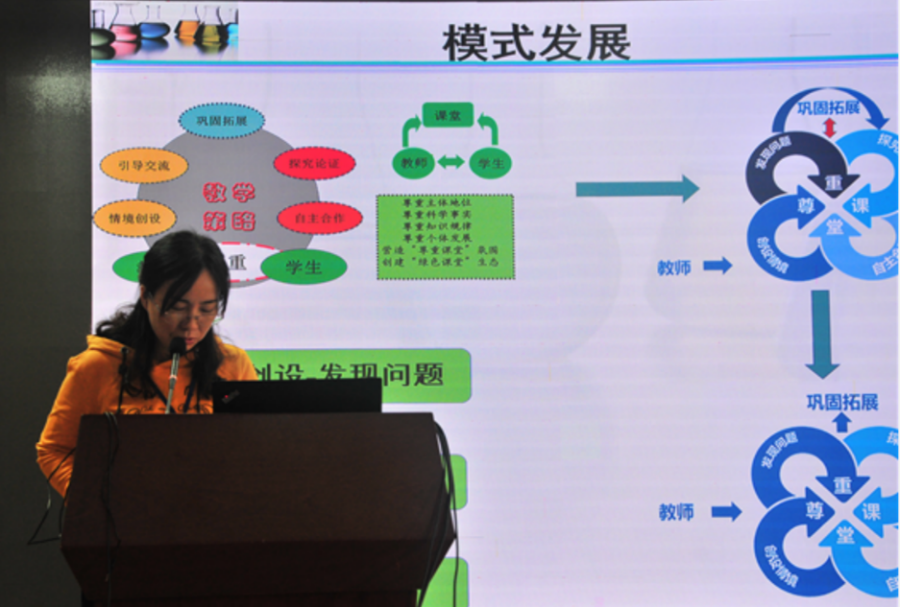 模式发展
巩固拓展
引导交流
探究论证
教学
策略
情境创设
自主合作
重
学生
课堂
教师
学生
尊重主体地位
尊重科学事实
尊重知识规律
尊重个体发展
营造“尊重课堂”氛围
创建“绿色课堂”生态
创设-发现问题
巩固拓展
发现问题
探究
重
尊
课
堂
创设情境
自主合
教师
巩固拓展
发现问题
探
重
尊
课
堂
创设情境
自
教师